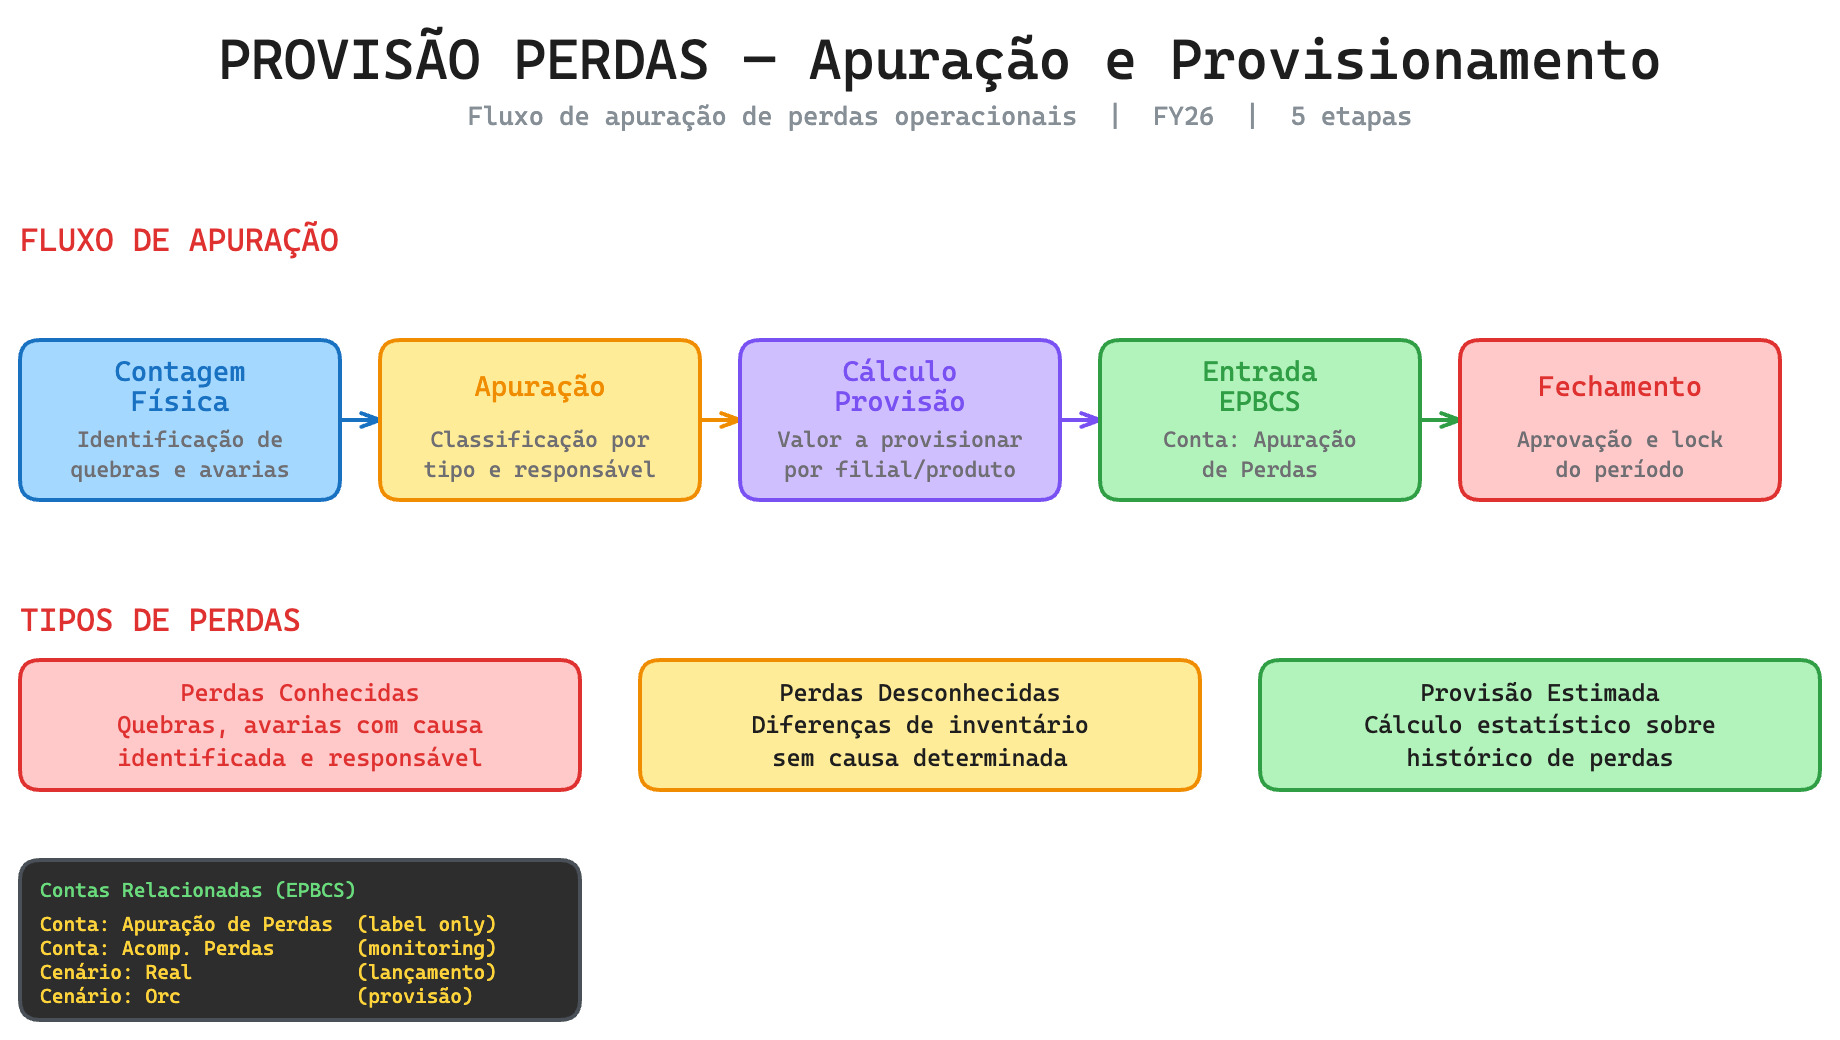 PROVISÃO PERDAS — Apuração e Provisionamento
Fluxo de apuração de perdas operacionais | FY26 | 5 etapas
FLUXO DE APURAÇÃO
Contagem
Física
Identificação de
quebras e avarias
Apuração
Classificação por
tipo e responsável
Cálculo
Provisão
Valor a provisionar
por filial/produto
Entrada
EPBCS
Conta: Apuração
de Perdas
Fechamento
Aprovação e lock
do período
TIPOS DE PERDAS
Perdas Conhecidas
Quebras, avarias com causa
identificada e responsável
Perdas Desconhecidas
Diferenças de inventário
sem causa determinada
Provisão Estimada
Cálculo estatístico sobre
histórico de perdas
Contas Relacionadas (EPBCS)
Conta: Apuração de Perdas (label only)
Conta: Acomp. Perdas (monitoring)
Cenário: Real (lançamento)
Cenário: Orc (provisão)